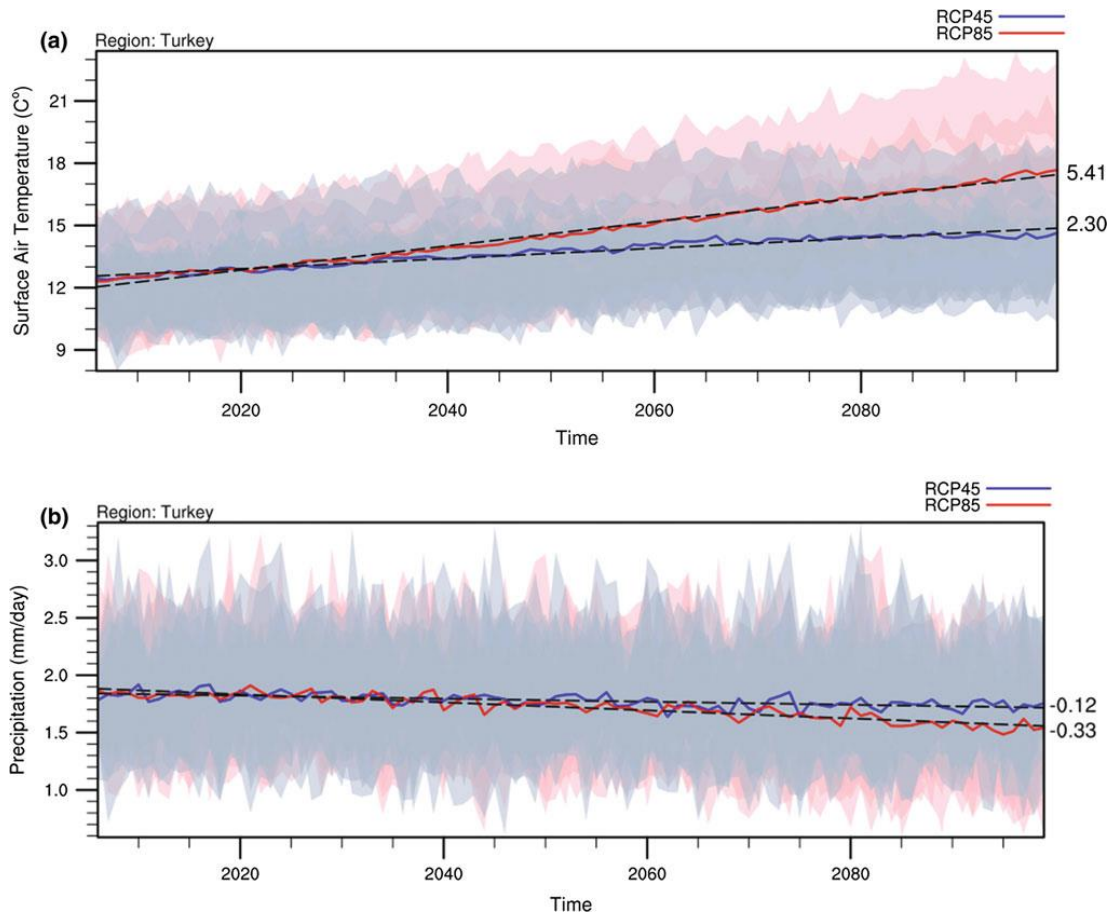 RCP45
RCP85
(a)
Region: Turkey
5.41
2.30
21
18
15
12
9
Surface Air Temperature (C°)
2020 2040 2060 2080
Time
RCP45
RCP85
(b)
Region: Turkey
3.0
2.5
2.0
1.5
1.0
-0.12
-0.33
Precipitation (mm/day)
2020 2040 2060 2080
Time